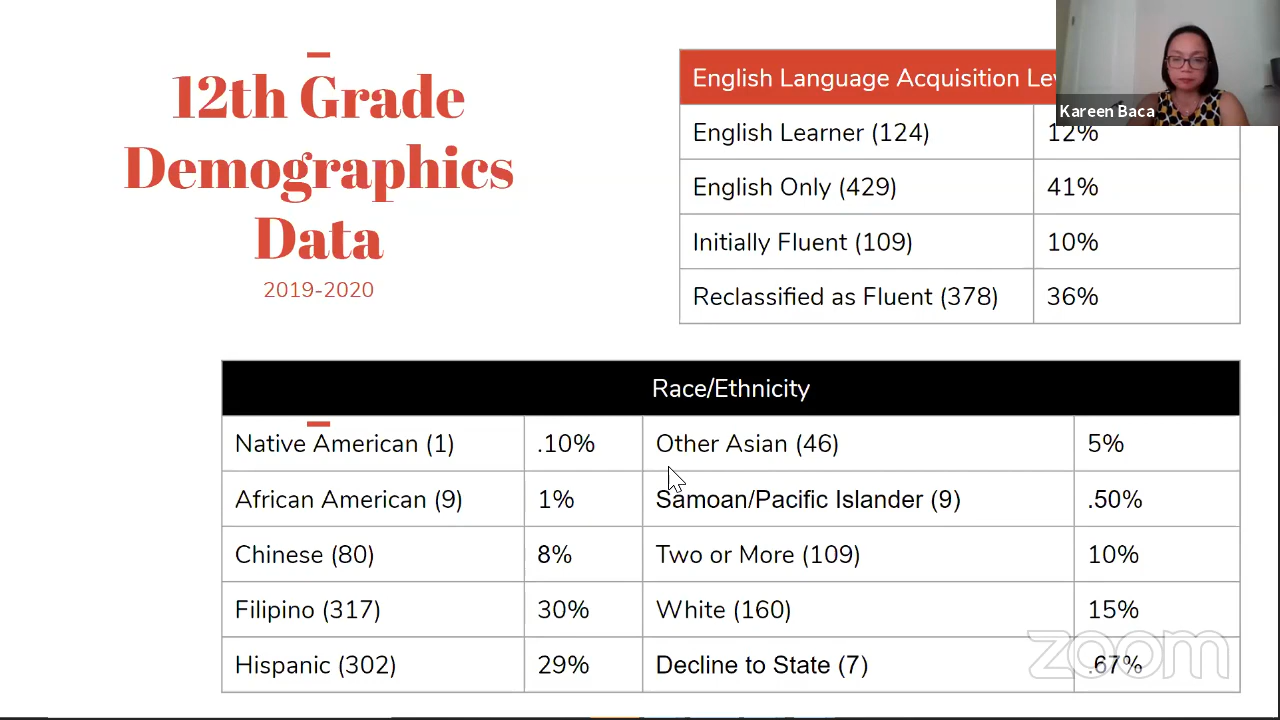 12th Grade
Demographics
Data
2019-2020
English Language Acquisition
English Learner (124) 12%
English Only (429) 41%
Initially Fluent (109) 10%
Reclassified as Fluent (378) 36%
Kareen Baca
Race/Ethnicity
Native American (1) .10% Other Asian (46) 5%
African American (9) 1% Samoan/Pacific Islander (9) .50%
Chinese (80) 8% Two or More (109) 10%
Filipino (317) 30% White (160) 15%
Hispanic (302) 29% Decline to State (7) .67%
zoom